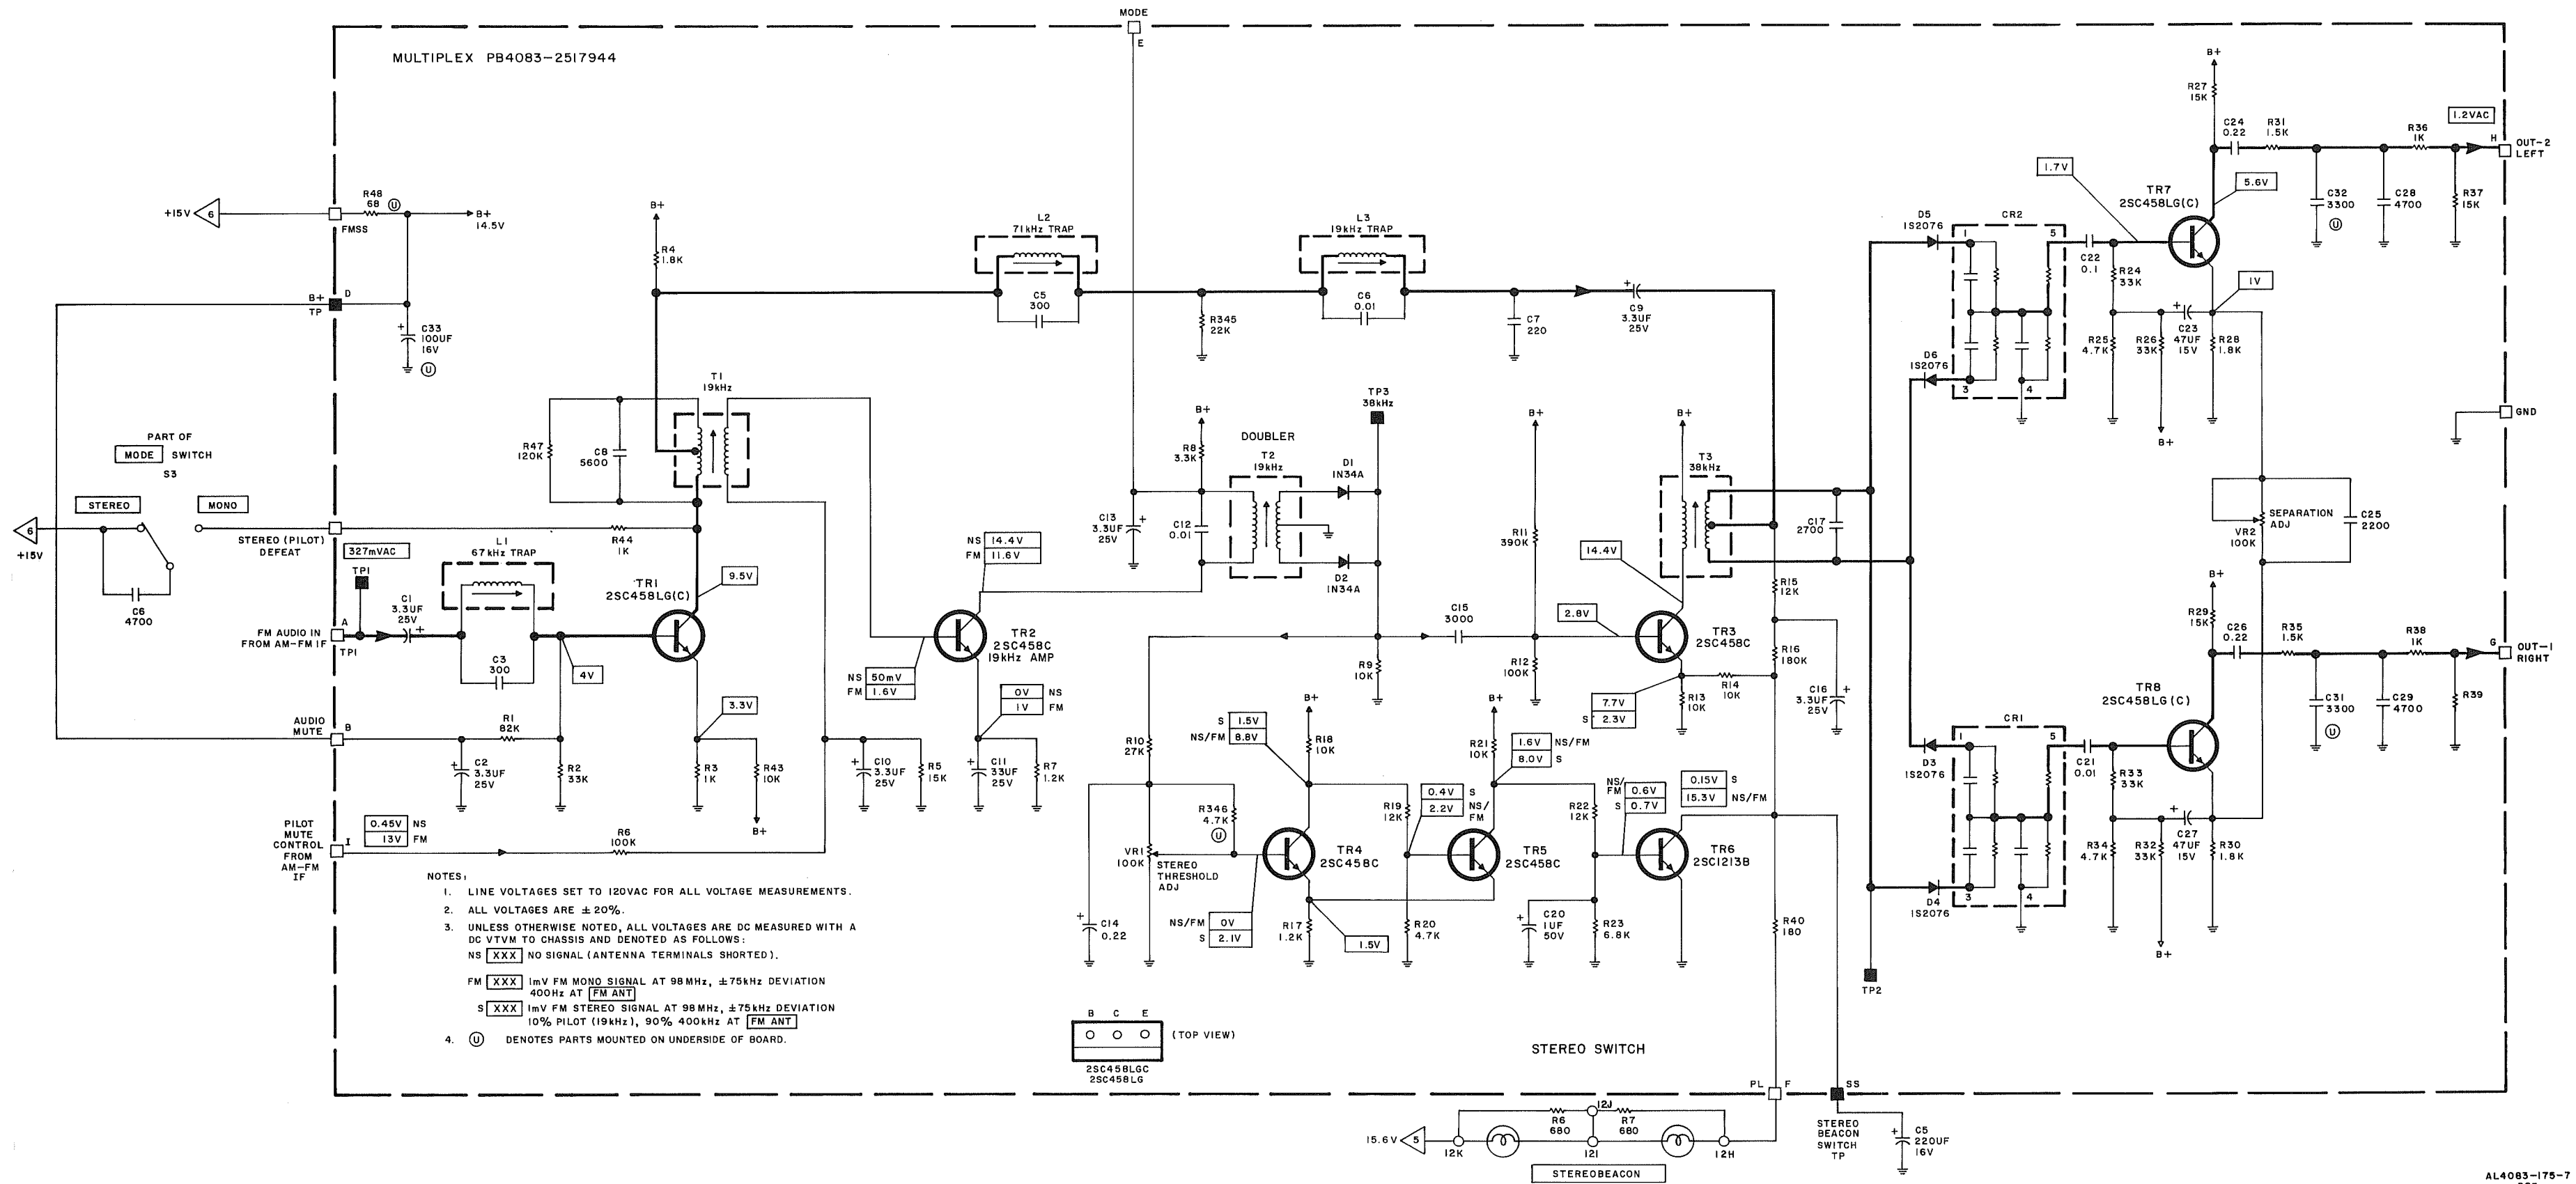 MODE
E
MULTIPLEX PB4083-2517944
B+
R27
15K
1.2VAC
C24
0.22
R31
1.5K
R36
1K
H
OUT-2
LEFT
1.7V
TR7
2SC458LG(C)
5.6V
C32
3300
U
C28
4700
R37
15K
+15V
6
R48
68
U
FMSS
B+
14.5V
B+
R4
1.8K
L2
71kHz TRAP
C5
300
R345
22K
L3
19kHz TRAP
C6
0.01
C7
220
C9
3.3UF
25V
D5
1S2076
CR2
1
5
3
4
D6
1S2076
C22
0.1
R24
33K
1V
R25
4.7K
R26
33K
C23
47UF
15V
R28
1.8K
B+
B+
TP
D
C33
100UF
16V
U
T1
19kHz
R47
120K
C8
5600
TP3
38kHz
B+
R8
3.3K
DOUBLER
T2
19kHz
D1
1N34A
D2
1N34A
C13
3.3UF
25V
C12
0.01
B+
R11
390K
B+
T3
38kHz
C17
2700
GND
PART OF
MODE SWITCH
S3
STEREO
MONO
6
+15V
C6
4700
STEREO (PILOT)
DEFEAT
R44
1K
327mVAC
TP1
L1
67kHz TRAP
C1
3.3UF
25V
A
FM AUDIO IN
FROM AM-FM IF
TP1
C3
300
4V
TR1
2SC458LG(C)
9.5V
3.3V
NS 14.4V
FM 11.6V
TR2
2SC458C
19kHz AMP
NS 50mV
FM 1.6V
0V NS
1V FM
R9
10K
C15
3000
R12
100K
2.8V
14.4V
TR3
2SC458C
7.7V
S 2.3V
R13
10K
R14
10K
R15
12K
R16
180K
C16
3.3UF
25V
SEPARATION
ADJ
VR2
100K
C25
2200
B+
R29
15K
C26
0.22
R35
1.5K
R38
1K
G
OUT-1
RIGHT
TR8
2SC458LG(C)
C31
3300
U
C29
4700
R39
AUDIO
MUTE
B
R1
82K
C2
3.3UF
25V
R2
33K
R3
1K
R43
10K
B+
C10
3.3UF
25V
R5
15K
C11
33UF
25V
R7
1.2K
R10
27K
S 1.5V
NS/FM 8.8V
B+
R18
10K
B+
R21
10K
1.6V NS/FM
8.0V S
R346
4.7K
U
VR1
100K
STEREO
THRESHOLD
ADJ
TR4
2SC458C
R19
12K
0.4V S
2.2V NS/
FM
TR5
2SC458C
R22
12K
NS/
FM 0.6V
S 0.7V
0.15V S
15.3V NS/FM
TR6
2SC1213B
D3
1S2076
CR1
1
5
3
4
D4
1S2076
C21
0.01
R33
33K
R34
4.7K
R32
33K
C27
47UF
15V
R30
1.8K
B+
PILOT
MUTE
CONTROL
FROM
AM-FM
IF
I
0.45V NS
13V FM
R6
100K
C14
0.22
NS/FM 0V
S 2.1V
R17
1.2K
1.5V
R20
4.7K
C20
1UF
50V
R23
6.8K
R40
180
TP2
NOTES:
1. LINE VOLTAGES SET TO 120VAC FOR ALL VOLTAGE MEASUREMENTS.
2. ALL VOLTAGES ARE ±20%.
3. UNLESS OTHERWISE NOTED, ALL VOLTAGES ARE DC MEASURED WITH A
DC VTVM TO CHASSIS AND DENOTED AS FOLLOWS:
NS XXX NO SIGNAL (ANTENNA TERMINALS SHORTED).
FM XXX 1mV FM MONO SIGNAL AT 98MHz, ±75kHz DEVIATION
400Hz AT FM ANT
S XXX 1mV FM STEREO SIGNAL AT 98MHz, ±75kHz DEVIATION
10% PILOT (19kHz), 90% 400kHz AT FM ANT
4. U DENOTES PARTS MOUNTED ON UNDERSIDE OF BOARD.
B C E
(TOP VIEW)
2SC458LGC
2SC458LG
STEREO SWITCH
PL
F
SS
15.6V
5
12K
R6
680
12J
R7
680
12I
12H
STEREOBEACON
STEREO
BEACON
SWITCH
TP
C5
220UF
16V
AL4083-175-7